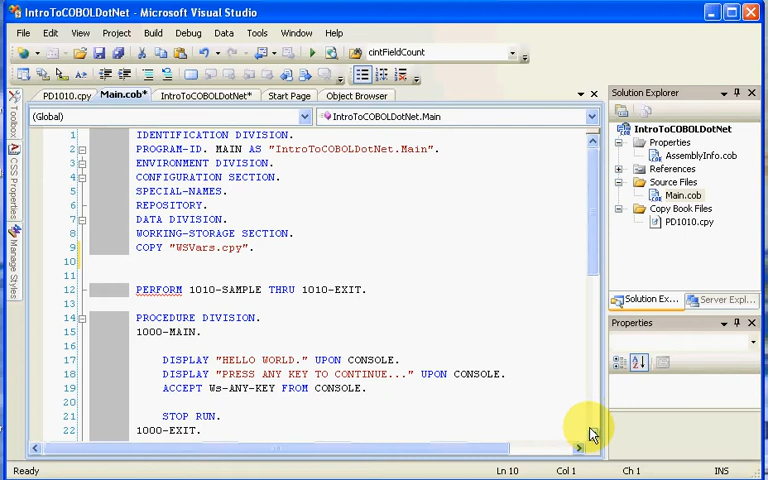 IntroToCOBOLDotNet - Microsoft Visual Studio
File Edit View Project Build Debug Data Tools Window Help
cintFieldCount
PD1010.cpy Main.cob* IntroToCOBOLDotNet* Start Page Object Browser
(Global) IntroToCOBOLDotNet.Main
1 IDENTIFICATION DIVISION.
2 PROGRAM-ID. MAIN AS "IntroToCOBOLDotNet.Main".
3 ENVIRONMENT DIVISION.
4 CONFIGURATION SECTION.
5 SPECIAL-NAMES.
6 REPOSITORY.
7 DATA DIVISION.
8 WORKING-STORAGE SECTION.
9 COPY "WSVars.cpy".
10
11
12 PERFORM 1010-SAMPLE THRU 1010-EXIT.
13
14 PROCEDURE DIVISION.
15 1000-MAIN.
16
17 DISPLAY "HELLO WORLD." UPON CONSOLE.
18 DISPLAY "PRESS ANY KEY TO CONTINUE..." UPON CONSOLE.
19 ACCEPT Ws-ANY-KEY FROM CONSOLE.
20
21 STOP RUN.
22 1000-EXIT.
Toolbox
CSS Properties
Manage Styles
Solution Explorer
IntroToCOBOLDotNet
Properties
AssemblyInfo.cob
References
Source Files
Main.cob
Copy Book Files
PD1010.cpy
Solution Ex... Server Expl...
Properties
Ready Ln 10 Col 1 Ch 1 INS